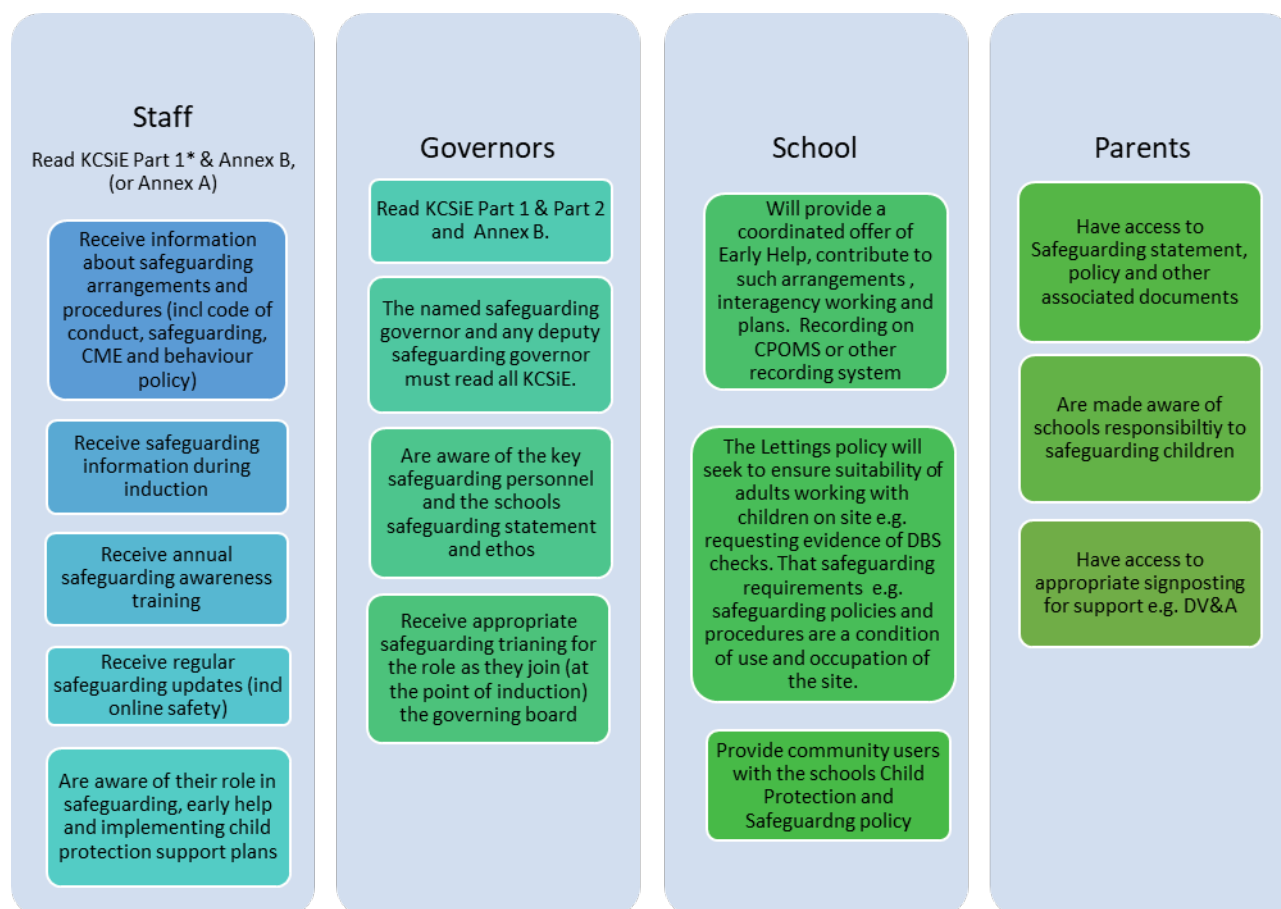 Staff
Read KCSiE Part 1* & Annex B,
(or Annex A)
Receive information
about safeguarding
arrangements and
procedures (incl code of
conduct, safeguarding,
CME and behaviour
policy)
Receive safeguarding
information during
induction
Receive annual
safeguarding awareness
training
Receive regular
safeguarding updates (incl
online safety)
Are aware of their role in
safeguarding, early help
and implementing child
protection support plans
Governors
Read KCSiE Part 1 & Part 2
and Annex B.
The named safeguarding
governor and any deputy
safeguarding governor
must read all KCSiE.
Are aware of the key
safeguarding personnel
and the schools
safeguarding statement
and ethos
Receive appropriate
safeguarding trianing for
the role as they join (at
the point of induction)
the governing board
School
Will provide a
coordinated offer of
Early Help, contribute to
such arrangements ,
interagency working and
plans. Recording on
CPOMS or other
recording system
The Lettings policy will
seek to ensure suitability of
adults working with
children on site e.g.
requesting evidence of DBS
checks. That safeguarding
requirements e.g.
safeguarding policies and
procedures are a condition
of use and occupation of
the site.
Provide community users
with the schools Child
Protection and
Safeguardng policy
Parents
Have access to
Safeguarding statement,
policy and other
associated documents
Are made aware of
schools responsibiltiy to
safeguarding children
Have access to
appropriate signposting
for support e.g. DV&A